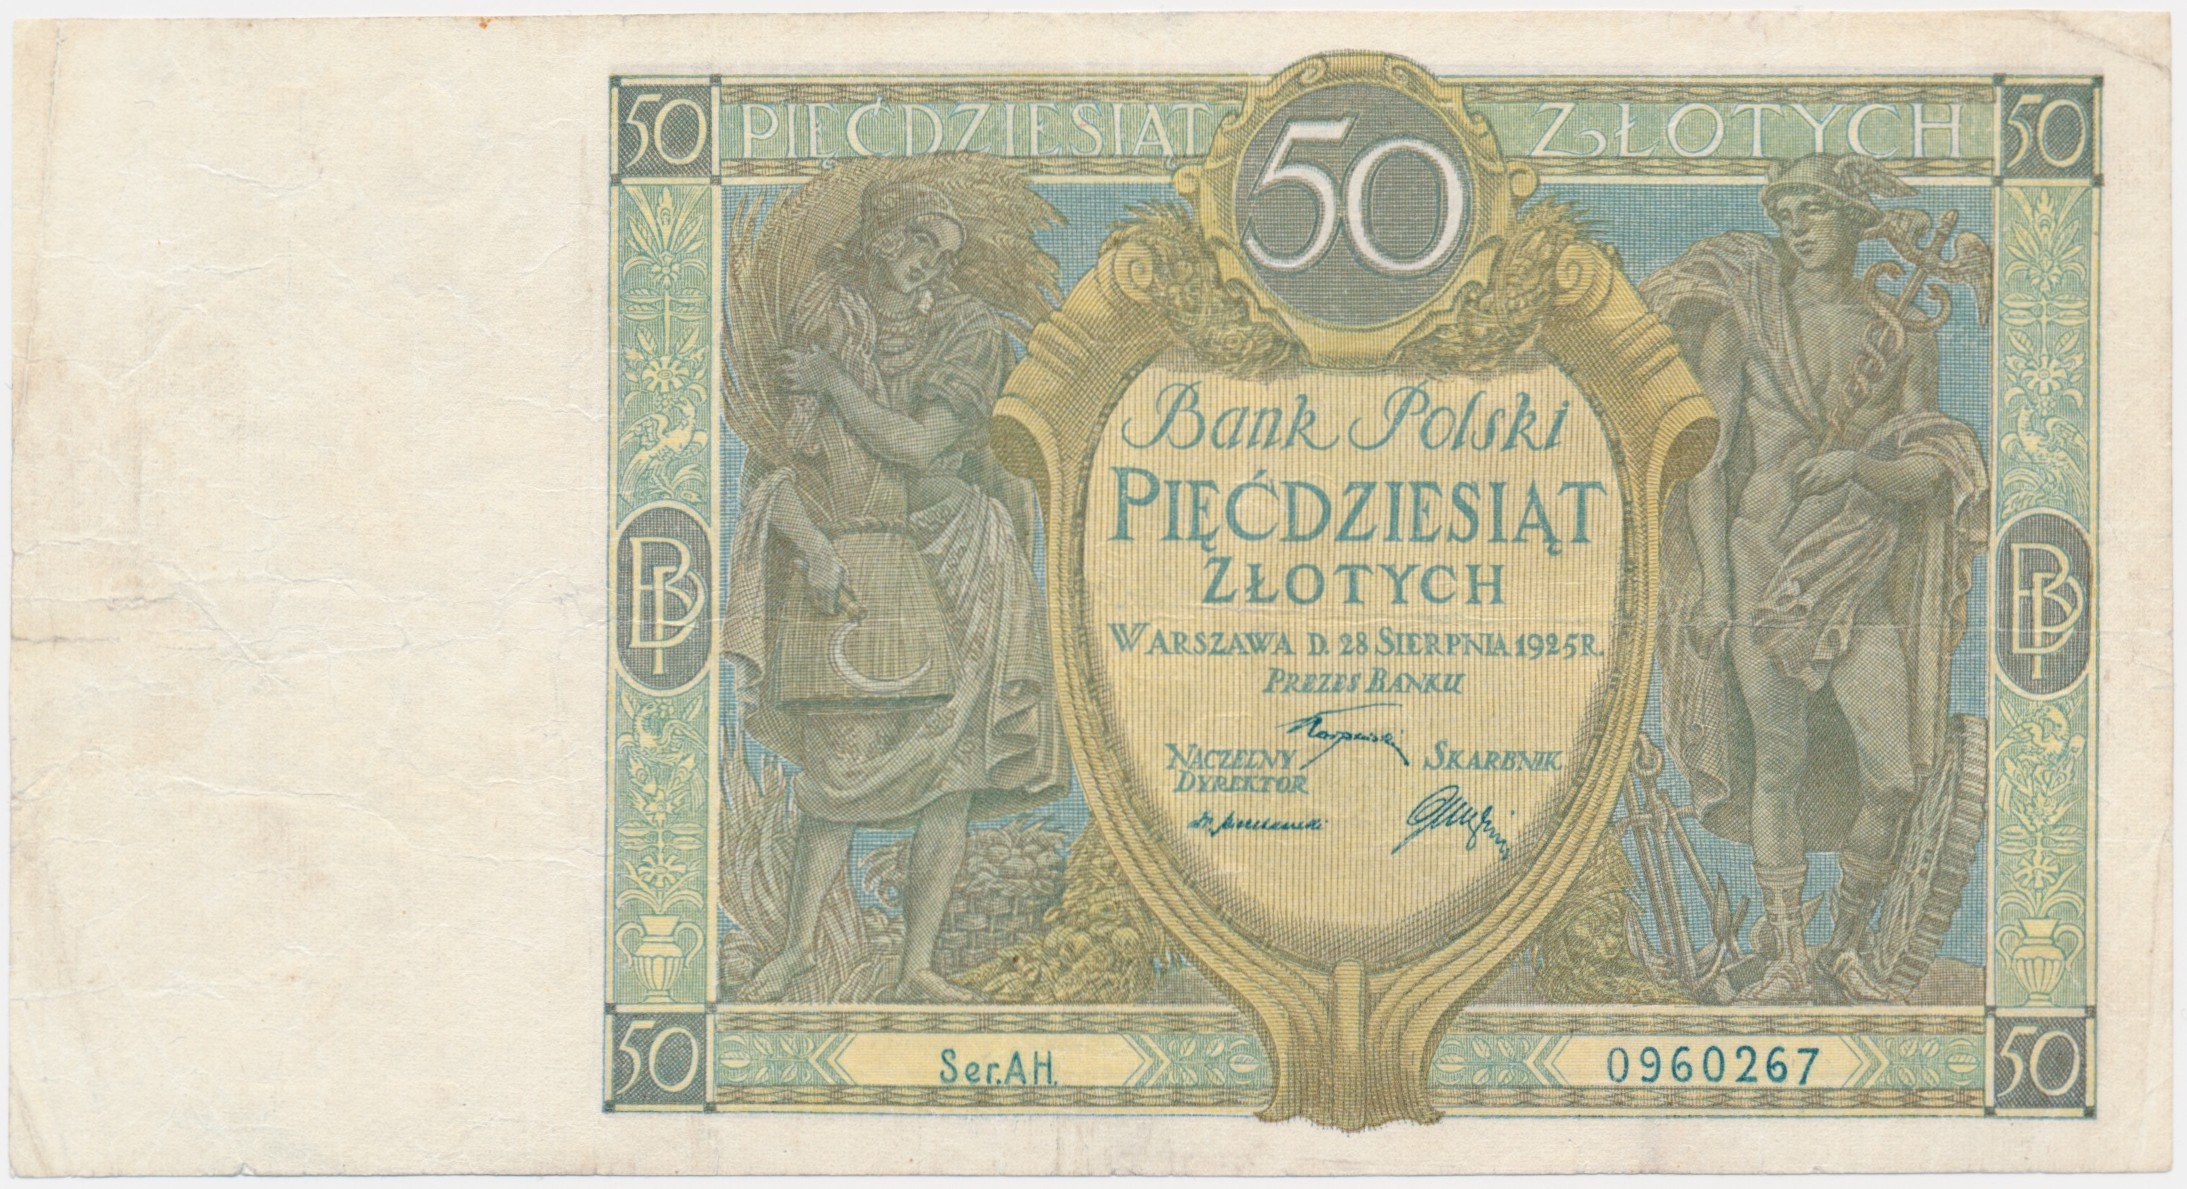 50 PIĘĆDZIESIĄT 50 ZŁOTYCH 50
Bank Polski
PIĘĆDZIESIĄT
ZŁOTYCH
WARSZAWA D. 28 SIERPNIA 1925 R.
PREZES BANKU
Karpiński
NACZELNY SKARBNIK
DYREKTOR
BP BP
50 Ser.AH. 0960267 50